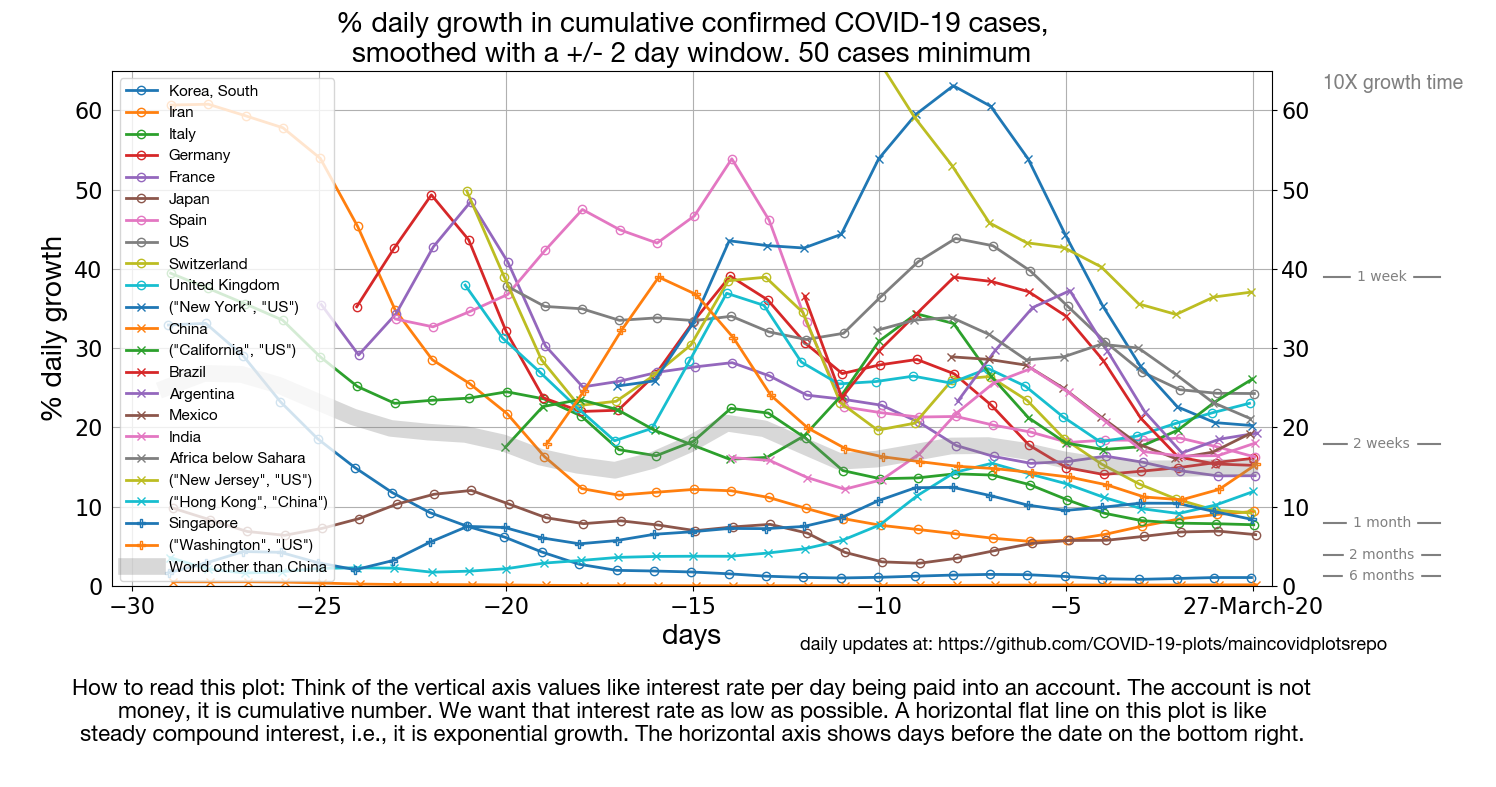 % daily growth in cumulative confirmed COVID-19 cases,
smoothed with a +/- 2 day window. 50 cases minimum
10X growth time
% daily growth
60
50
40
30
20
10
0
Korea, South
Iran
Italy
Germany
France
Japan
Spain
US
Switzerland
United Kingdom
("New York", "US")
China
("California", "US")
Brazil
Argentina
Mexico
India
Africa below Sahara
("New Jersey", "US")
("Hong Kong", "China")
Singapore
("Washington", "US")
World other than China
60
50
40
30
20
10
0
1 week
2 weeks
1 month
2 months
6 months
−30
−25
−20
−15
−10
−5
27-March-20
days
daily updates at: https://github.com/COVID-19-plots/maincovidplotsrepo
How to read this plot: Think of the vertical axis values like interest rate per day being paid into an account. The account is not
money, it is cumulative number. We want that interest rate as low as possible. A horizontal flat line on this plot is like
steady compound interest, i.e., it is exponential growth. The horizontal axis shows days before the date on the bottom right.